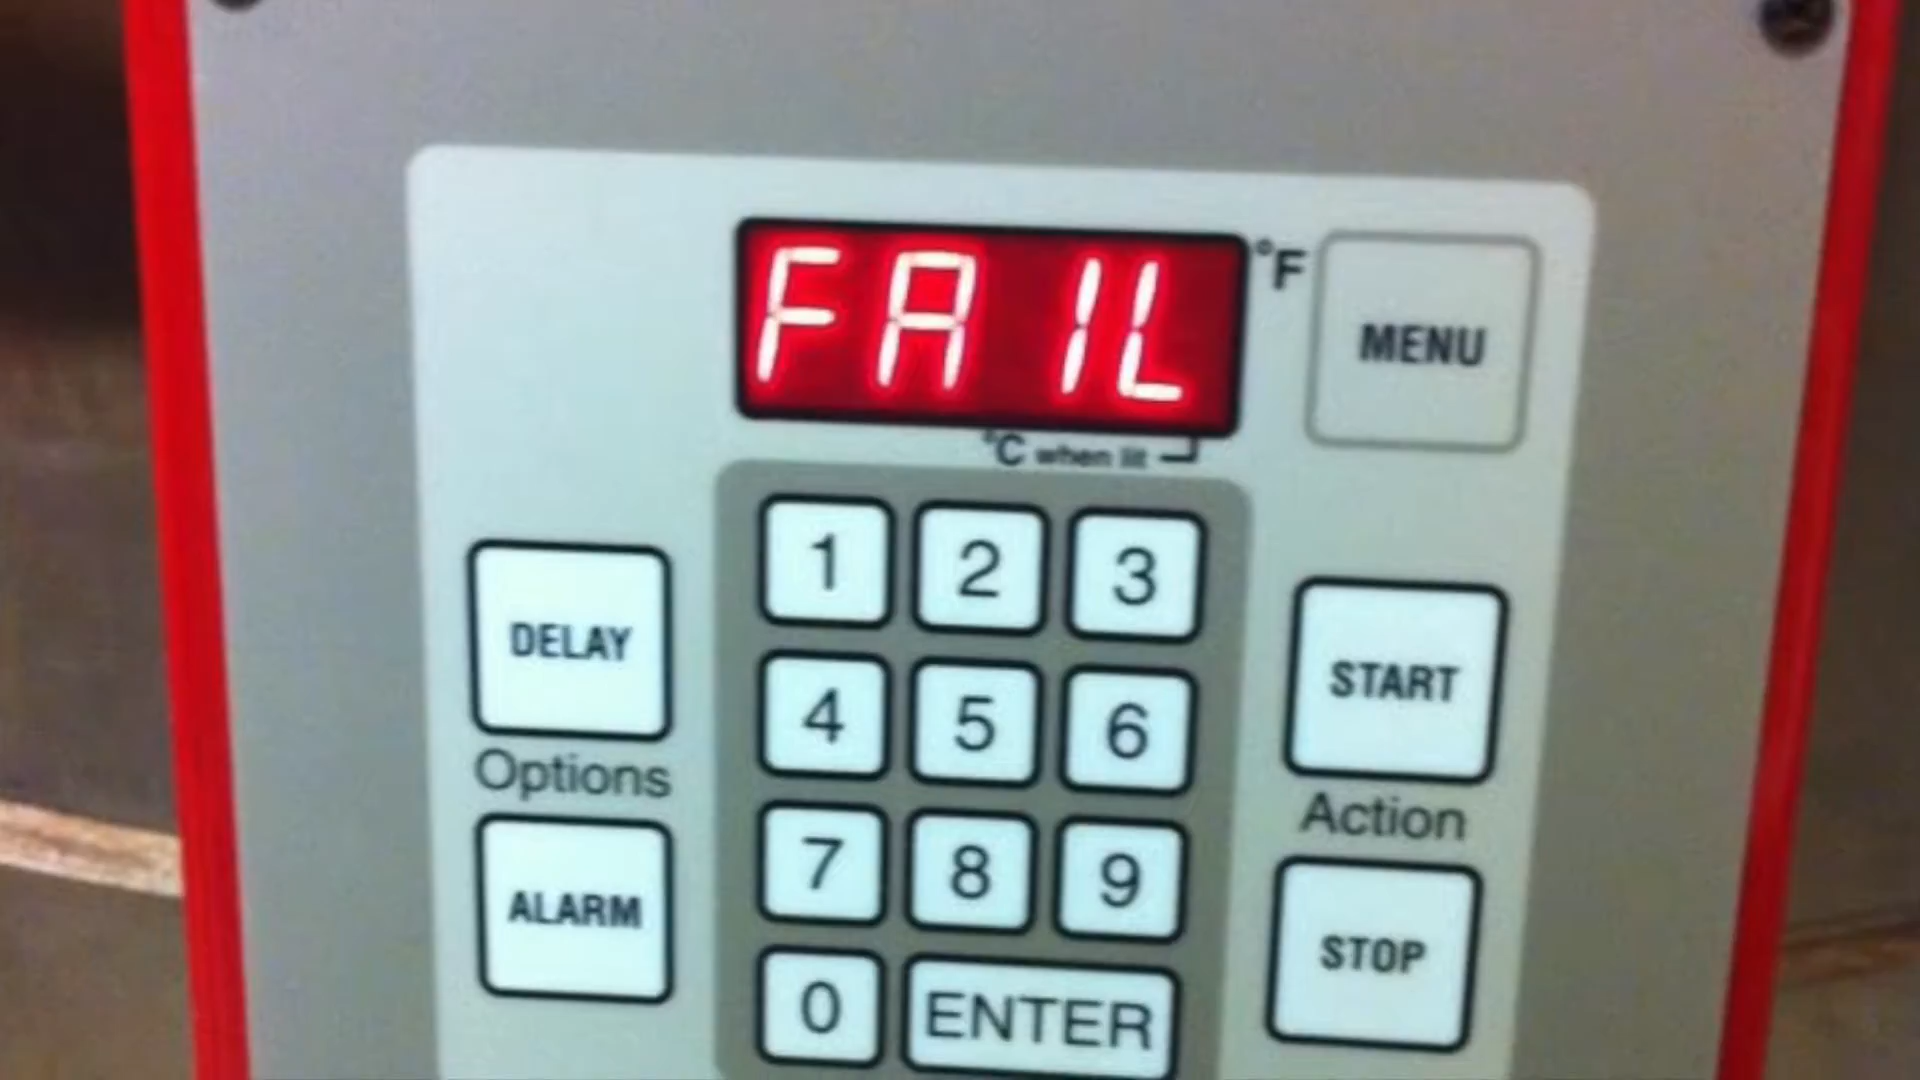 FAIL
°F
MENU
°C when lit
1 2 3
DELAY
START
4 5 6
Options
Action
7 8 9
ALARM
STOP
0 ENTER